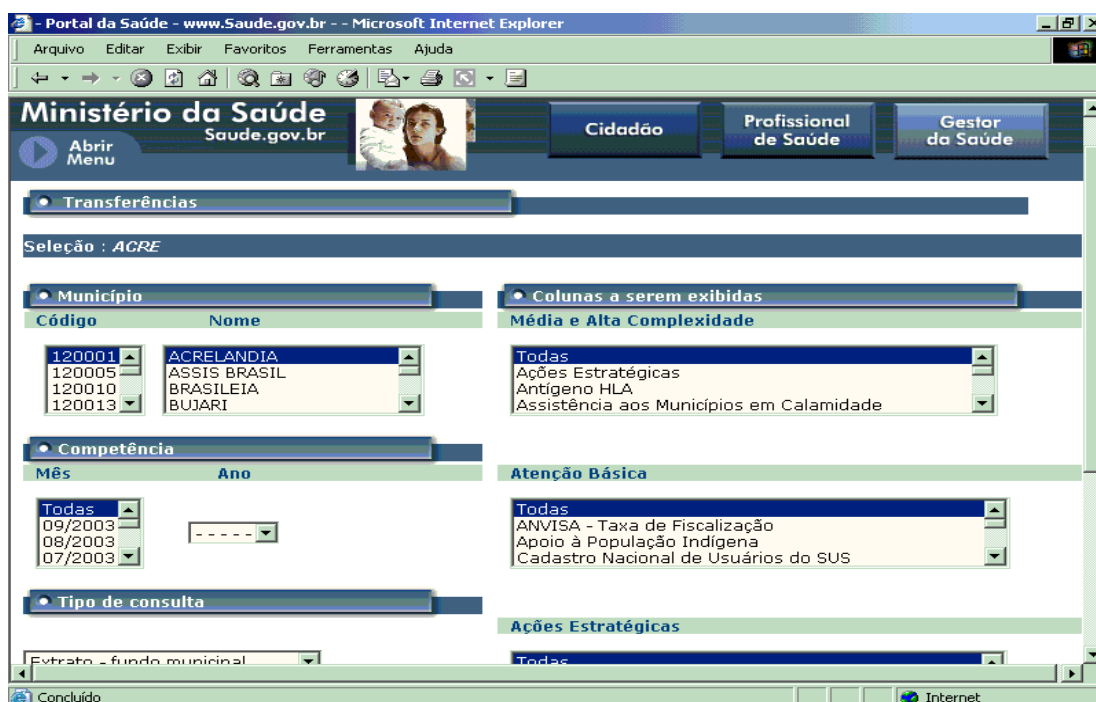 - Portal da Saúde - www.Saude.gov.br - - Microsoft Internet Explorer
Arquivo Editar Exibir Favoritos Ferramentas Ajuda
Ministério da Saúde
Saude.gov.br
Abrir
Menu
Cidadão
Profissional
de Saúde
Gestor
da Saúde
Transferências
Seleção : ACRE
Município
Código Nome
120001
120005
120010
120013
ACRELANDIA
ASSIS BRASIL
BRASILEIA
BUJARI
Competência
Mês Ano
Todas
09/2003
08/2003
07/2003
- - - - -
Tipo de consulta
Extrato - fundo municipal
Colunas a serem exibidas
Média e Alta Complexidade
Todas
Ações Estratégicas
Antígeno HLA
Assistência aos Municípios em Calamidade
Atenção Básica
Todas
ANVISA - Taxa de Fiscalização
Apoio à População Indígena
Cadastro Nacional de Usuários do SUS
Ações Estratégicas
Todas
Concluído
Internet